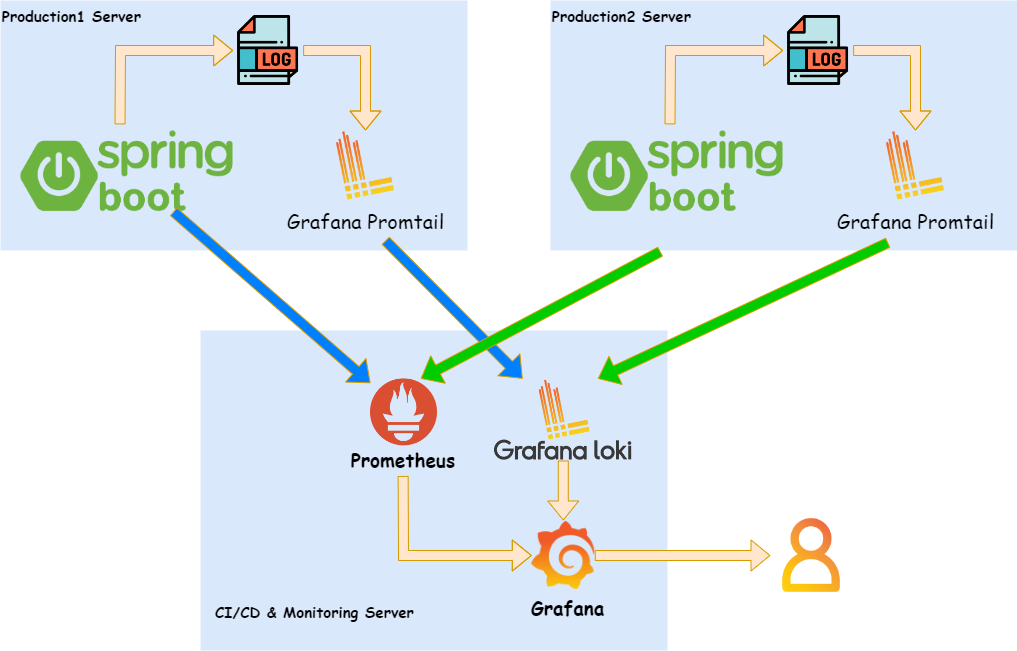 Production1 Server
Production2 Server
LOG
LOG
spring
boot
spring
boot
Grafana Promtail
Grafana Promtail
Prometheus
Grafana loki
Grafana
CI/CD & Monitoring Server